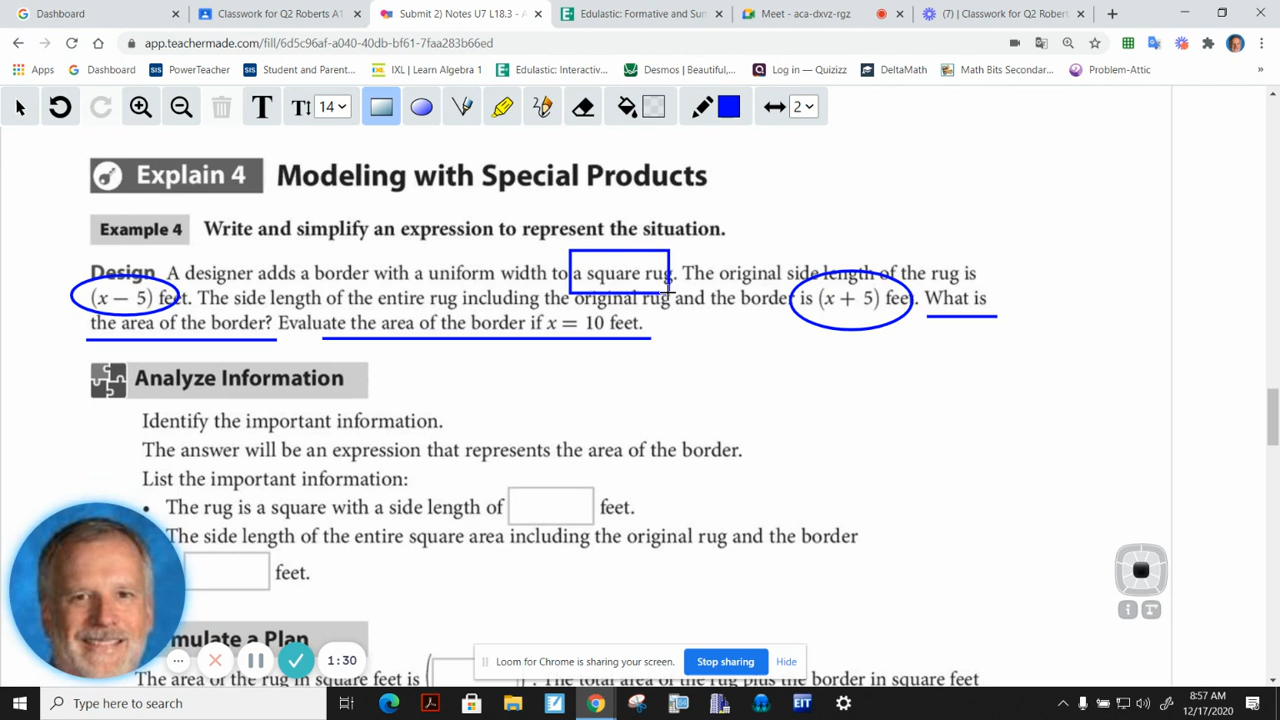 Dashboard
Classwork for Q2 Roberts A1
Submit 2) Notes U7 L18.3 -
Edulastic: Formative and Sum
Meet - aca-dxvz-rgz
(7) | Classwork for Q2 Robert
app.teachermade.com/fill/6d5c96af-a040-40db-bf61-7faa283b66ed
Apps
Dashboard
SIS PowerTeacher
SIS Student and Parent...
IXL | Learn Algebra 1
Edulastic: Interactiv...
Desmos | Beautiful,...
Log in — Quizizz
DeltaMath
Math Bits Secondar...
Problem-Attic
T
T 14
2
Explain 4 Modeling with Special Products
Example 4 Write and simplify an expression to represent the situation.
Design A designer adds a border with a uniform width to a square rug. The original side length of the rug is
(x − 5) feet. The side length of the entire rug including the original rug and the border is (x + 5) feet. What is
the area of the border? Evaluate the area of the border if x = 10 feet.
Analyze Information
Identify the important information.
The answer will be an expression that represents the area of the border.
List the important information:
• The rug is a square with a side length of feet.
The side length of the entire square area including the original rug and the border
feet.
mulate a Plan
The area of the rug in square feet is ( ). The total area of the rug plus the border in square feet
1:30
Loom for Chrome is sharing your screen.
Stop sharing
Hide
Type here to search
EIT
8:57 AM
12/17/2020